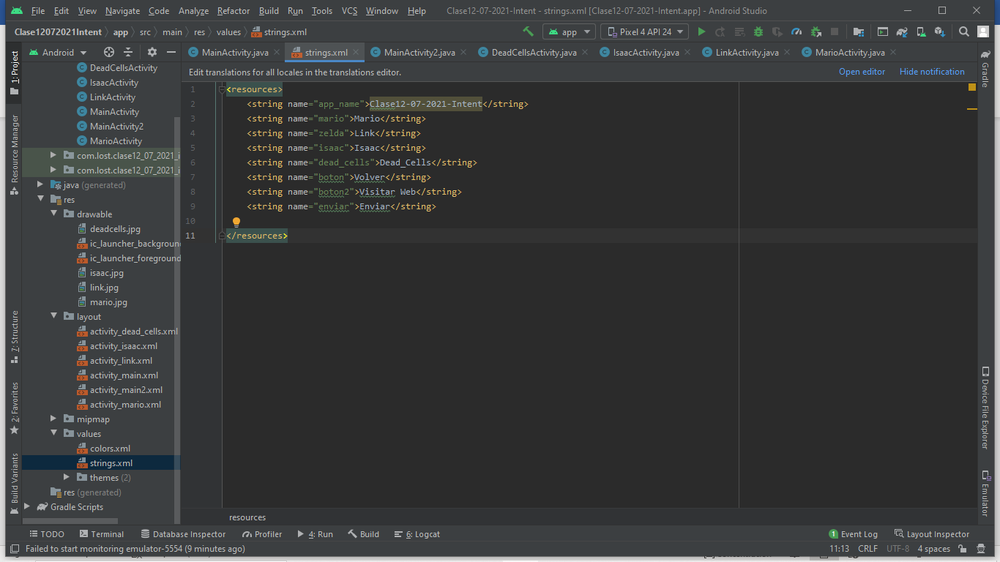 File Edit View Navigate Code Analyze Refactor Build Run Tools VCS Window Help Clase12-07-2021-Intent - strings.xml [Clase12-07-2021-Intent.app] - Android Studio
Clase12072021Intent app src main res values strings.xml app Pixel 4 API 24
1: Project
Resource Manager
7: Structure
2: Favorites
Build Variants
Android
DeadCellsActivity
IsaacActivity
LinkActivity
MainActivity
MainActivity2
MarioActivity
com.lost.clase12_07_2021_i
com.lost.clase12_07_2021_i
java (generated)
res
drawable
deadcells.jpg
ic_launcher_background
ic_launcher_foreground
isaac.jpg
link.jpg
mario.jpg
layout
activity_dead_cells.xml
activity_isaac.xml
activity_link.xml
activity_main.xml
activity_main2.xml
activity_mario.xml
mipmap
values
colors.xml
strings.xml
themes (2)
res (generated)
Gradle Scripts
MainActivity.java strings.xml MainActivity2.java DeadCellsActivity.java IsaacActivity.java LinkActivity.java MarioActivity.java
Edit translations for all locales in the translations editor. Open editor Hide notification
1 <resources>
2 <string name="app_name">Clase12-07-2021-Intent</string>
3 <string name="mario">Mario</string>
4 <string name="zelda">Link</string>
5 <string name="isaac">Isaac</string>
6 <string name="dead_cells">Dead_Cells</string>
7 <string name="boton">Volver</string>
8 <string name="boton2">Visitar Web</string>
9 <string name="enviar">Enviar</string>
10
11 </resources>
resources
Gradle
Device File Explorer
Emulator
TODO Terminal Database Inspector Profiler 4: Run Build 6: Logcat 1 Event Log Layout Inspector
Failed to start monitoring emulator-5554 (9 minutes ago) 11:13 CRLF UTF-8 4 spaces